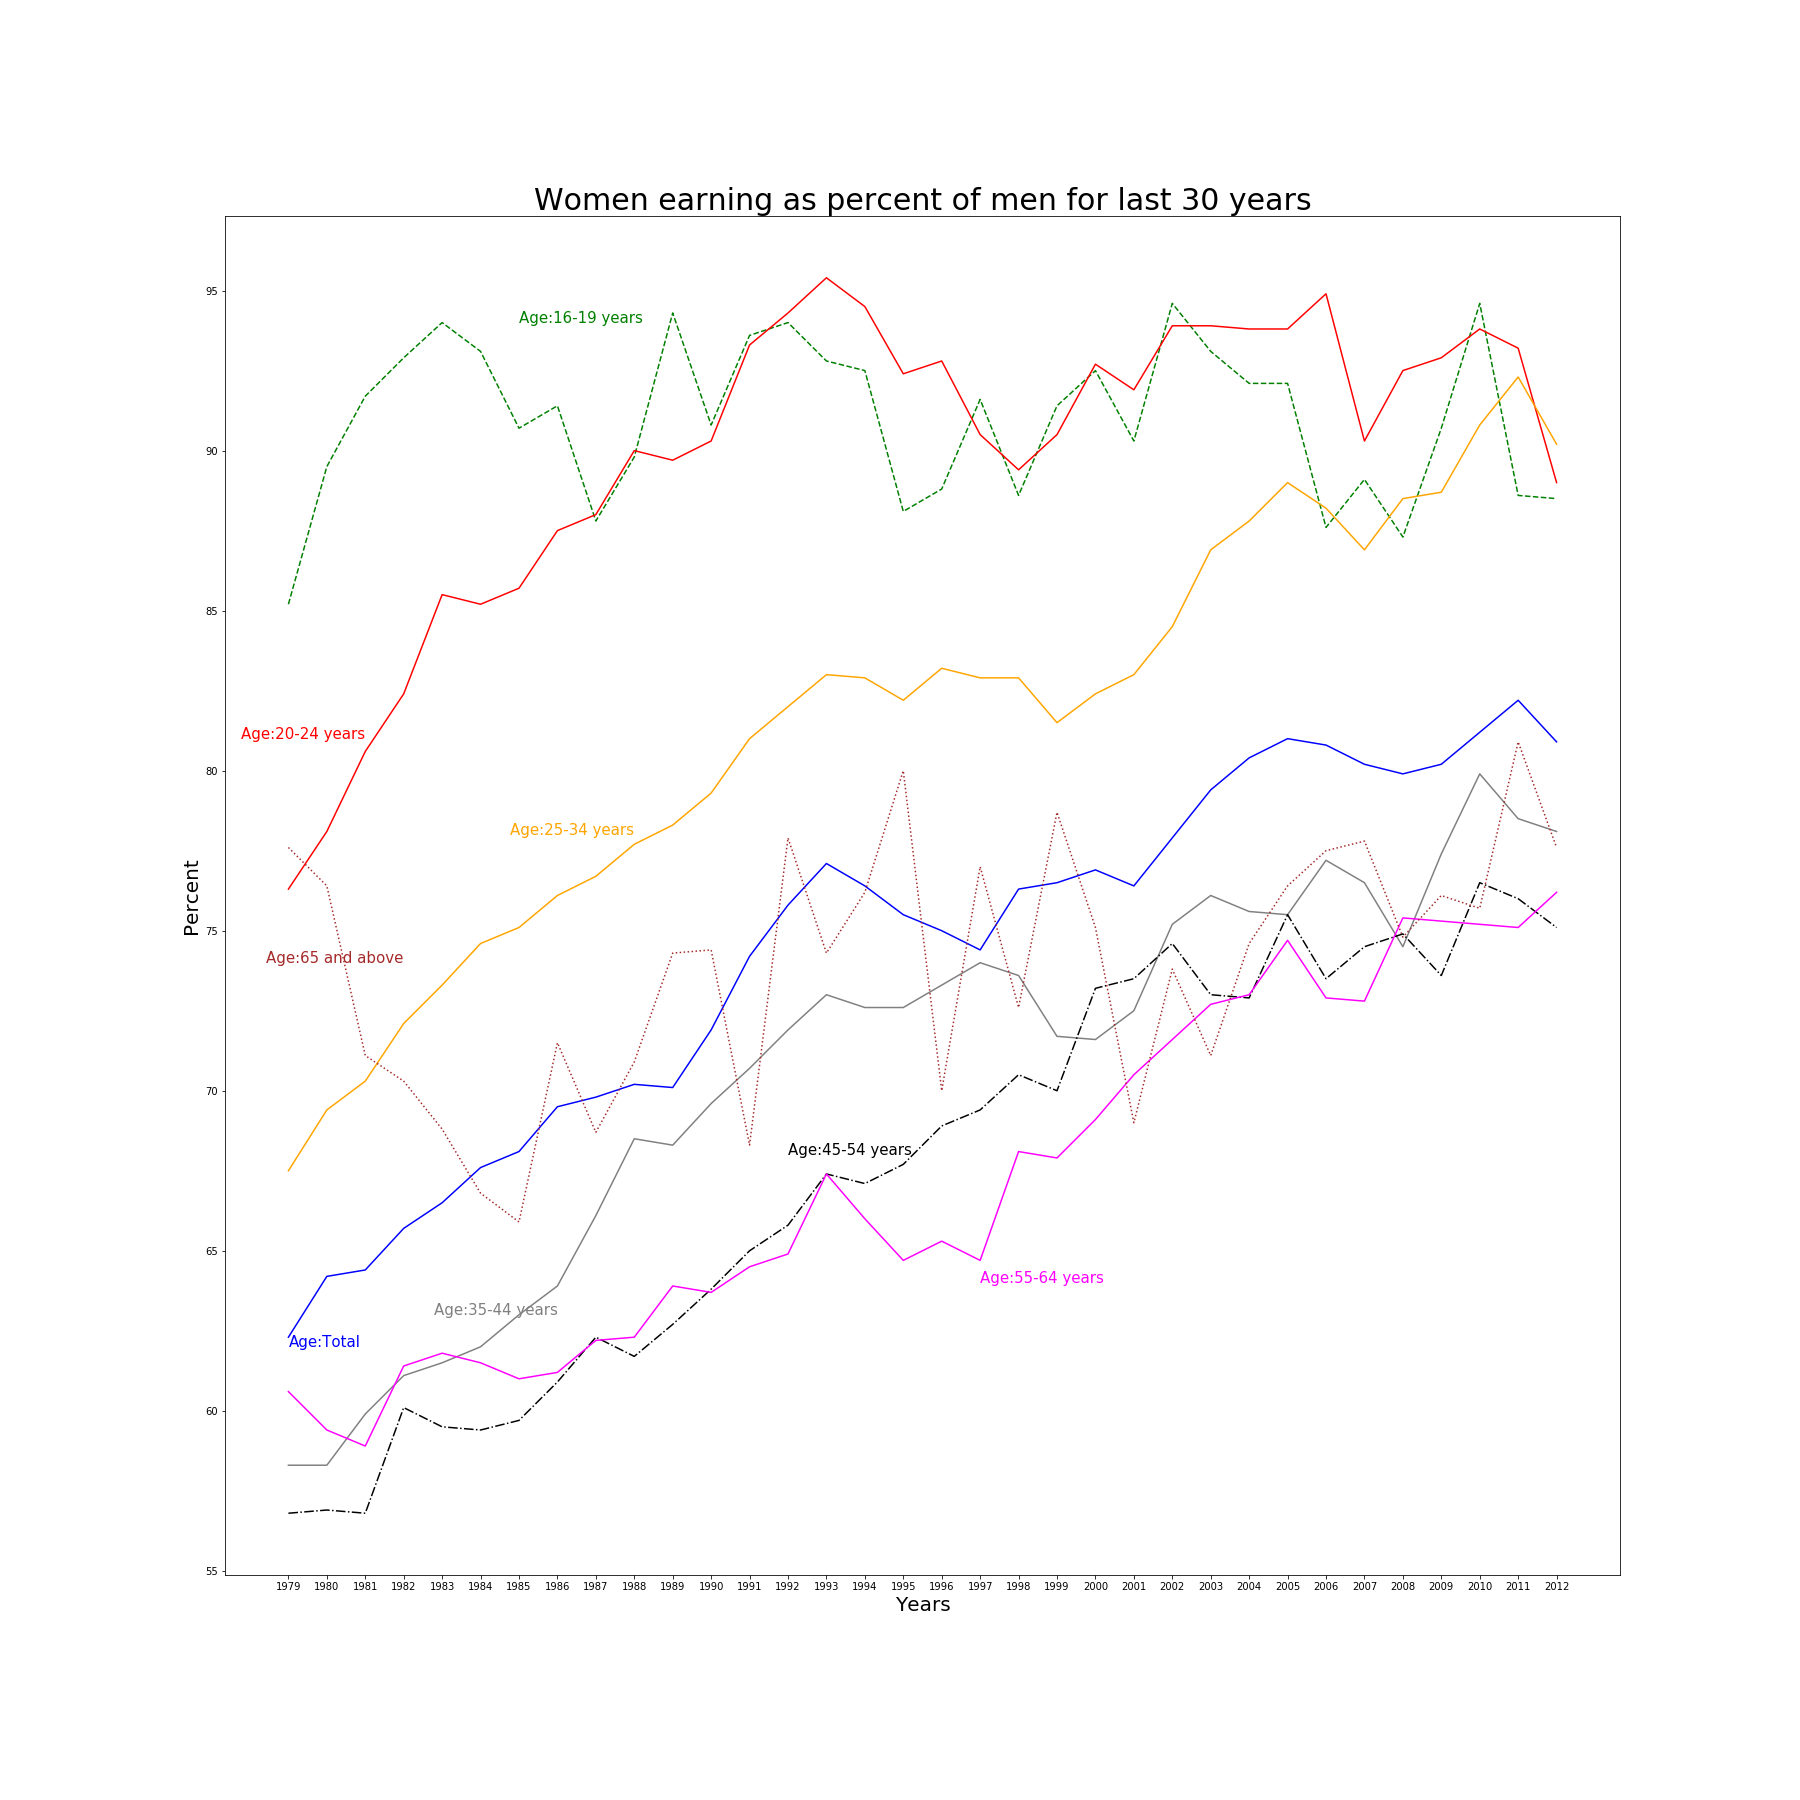 Women earning as percent of men for last 30 years
95
Age:16-19 years
90
85
Age:20-24 years
80
Age:25-34 years
Percent
75
Age:65 and above
70
Age:45-54 years
65
Age:55-64 years
Age:35-44 years
Age:Total
60
55
1979 1980 1981 1982 1983 1984 1985 1986 1987 1988 1989 1990 1991 1992 1993 1994 1995 1996 1997 1998 1999 2000 2001 2002 2003 2004 2005 2006 2007 2008 2009 2010 2011 2012
Years